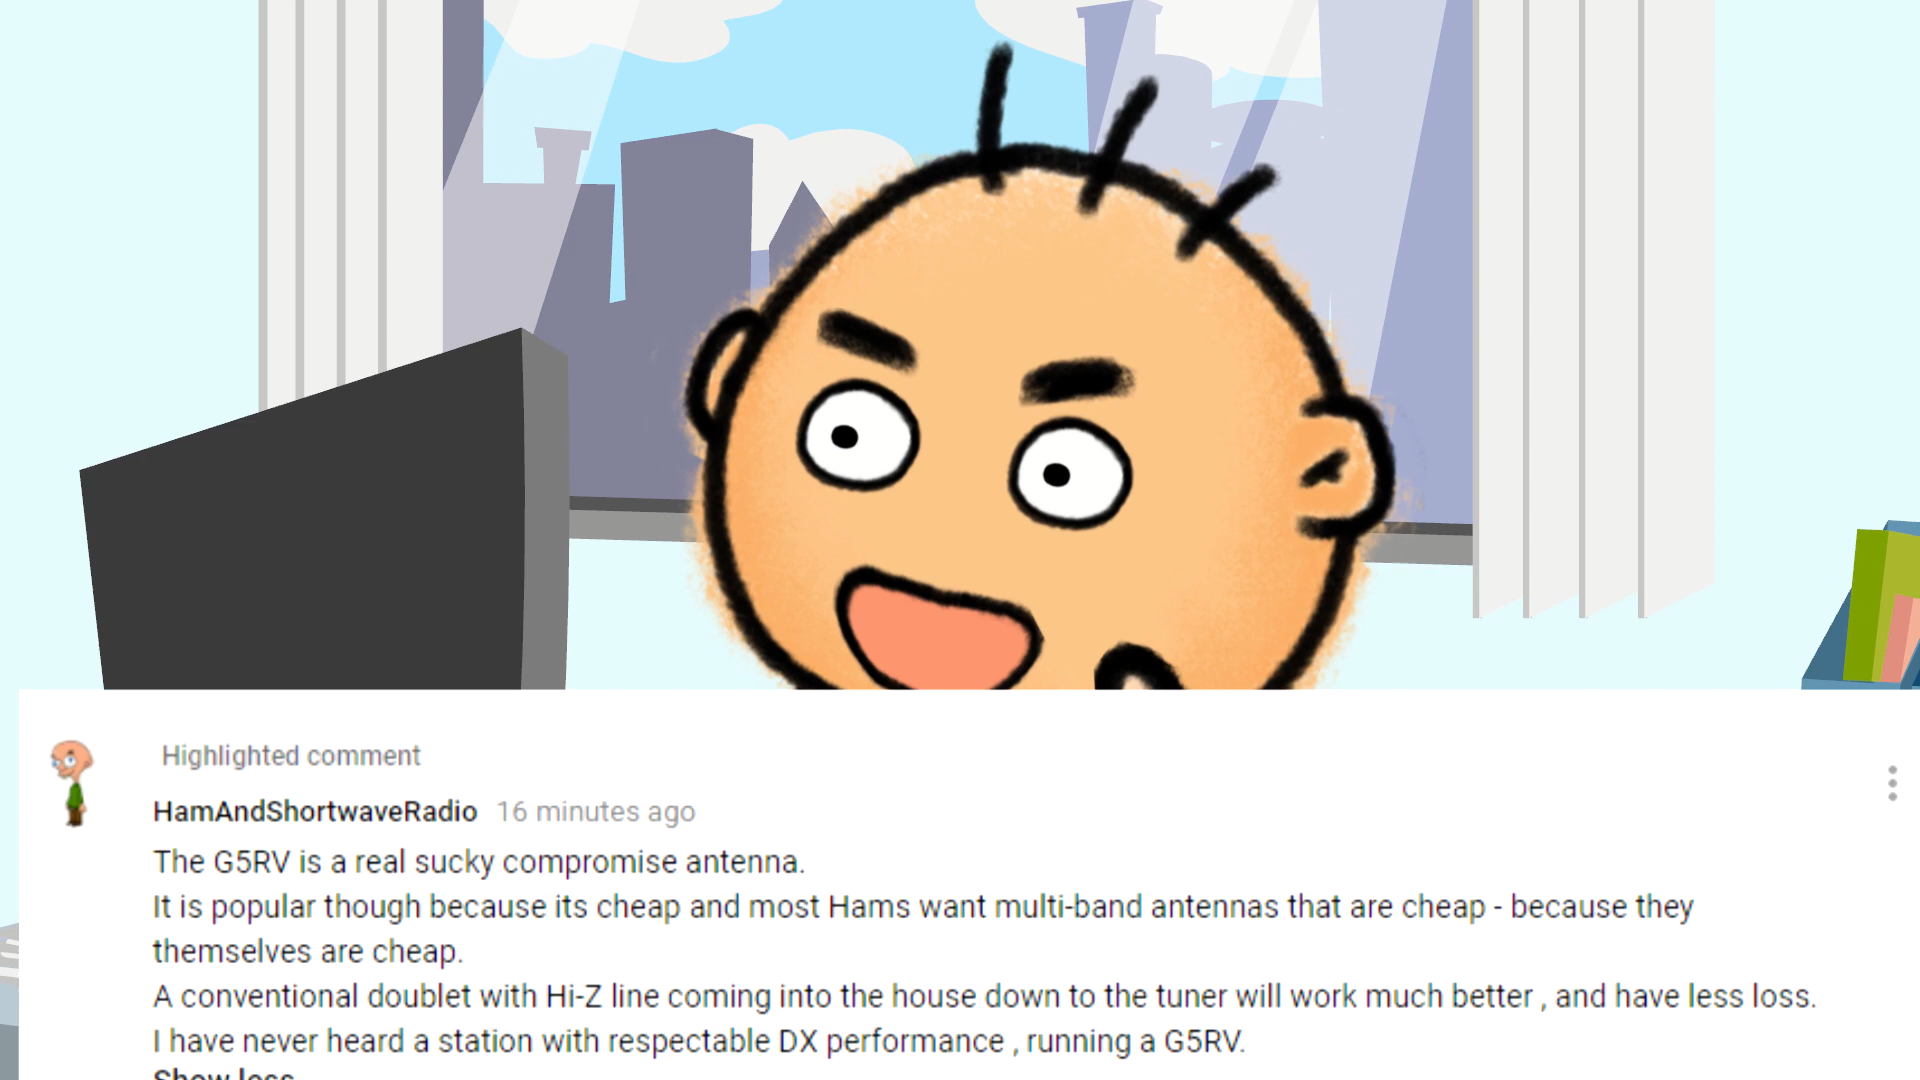 Highlighted comment
HamAndShortwaveRadio 16 minutes ago
The G5RV is a real sucky compromise antenna.
It is popular though because its cheap and most Hams want multi-band antennas that are cheap - because they
themselves are cheap.
A conventional doublet with Hi-Z line coming into the house down to the tuner will work much better , and have less loss.
I have never heard a station with respectable DX performance , running a G5RV.
Show less